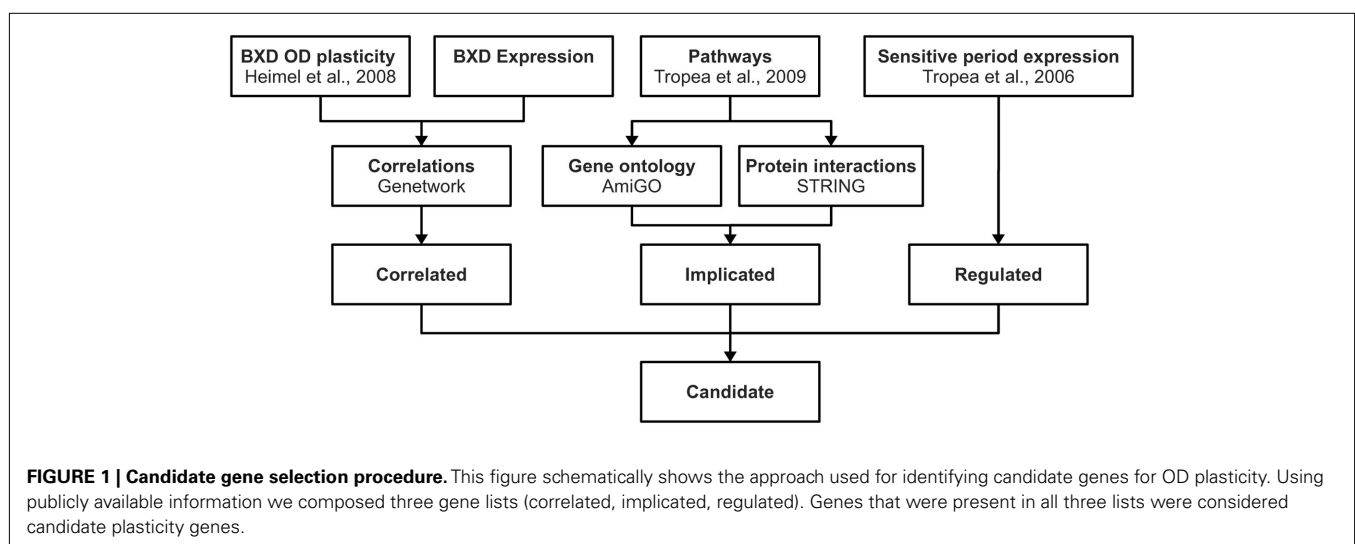 BXD OD plasticity
Heimel et al., 2008
BXD Expression
Pathways
Tropea et al., 2009
Sensitive period expression
Tropea et al., 2006
Correlations
Genetwork
Gene ontology
AmiGO
Protein interactions
STRING
Correlated
Implicated
Regulated
Candidate
FIGURE 1 | Candidate gene selection procedure. This figure schematically shows the approach used for identifying candidate genes for OD plasticity. Using
publicly available information we composed three gene lists (correlated, implicated, regulated). Genes that were present in all three lists were considered
candidate plasticity genes.